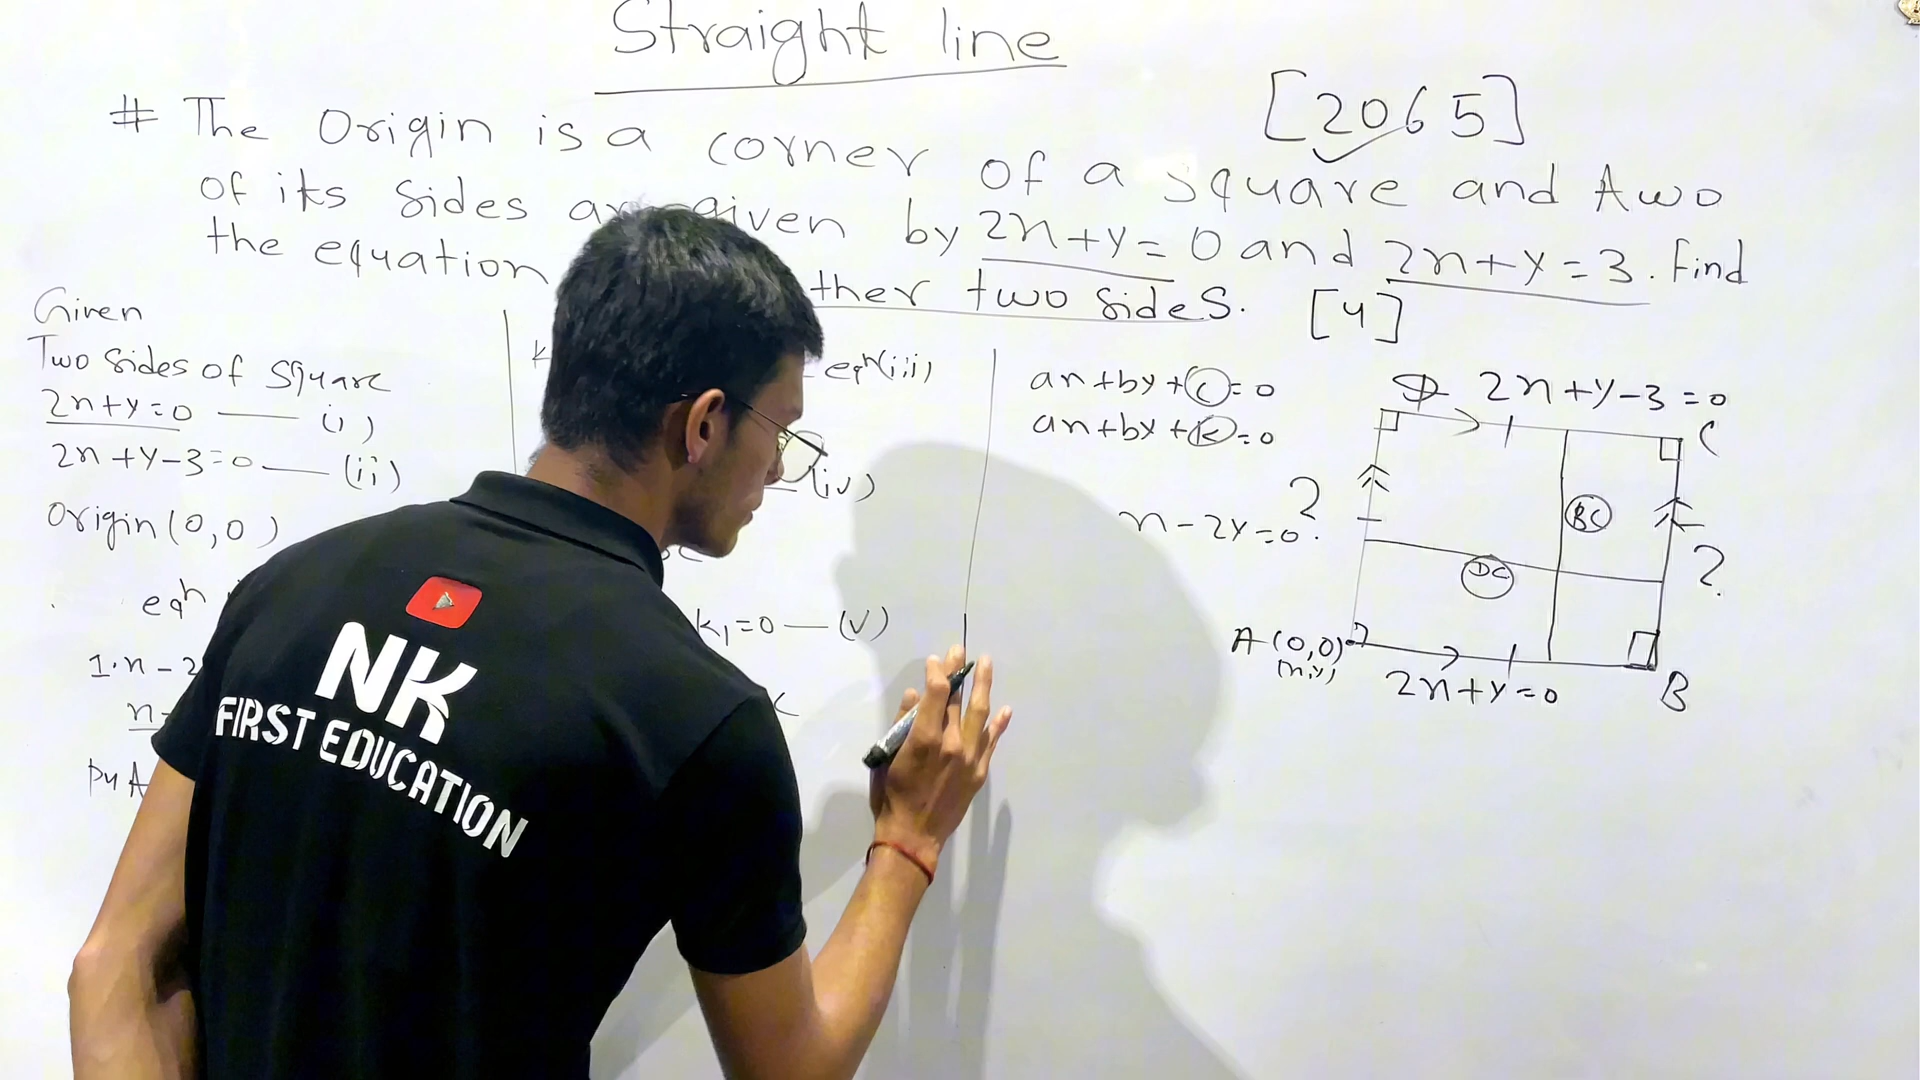 Straight line
[2065]
# The Origin is a corner of a square and two
of its sides are given by 2x+y=0 and 2x+y=3. Find
the equation ther two sides. [4]
Given
Two sides of square
2x+y=0 — (i)
2x+y-3=0 — (ii)
origin (0,0)
eqn
1.x-2
x-
K
eqn(iii)
(iv)
k1=0 — (v)
ax+by+c=0
ax+by+k=0
D 2x+y-3=0
C
?
x-2y=0.
BC
DC
?
A (0,0)
(x,y)
2x+y=0
B
NK
FIRST EDUCATION